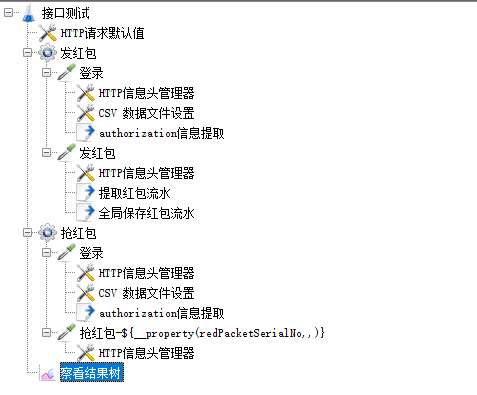 接口测试
HTTP请求默认值
发红包
登录
HTTP信息头管理器
CSV 数据文件设置
authorization信息提取
发红包
HTTP信息头管理器
提取红包流水
全局保存红包流水
抢红包
登录
HTTP信息头管理器
CSV 数据文件设置
authorization信息提取
抢红包-${__property(redPacketSerialNo,,)}
HTTP信息头管理器
察看结果树